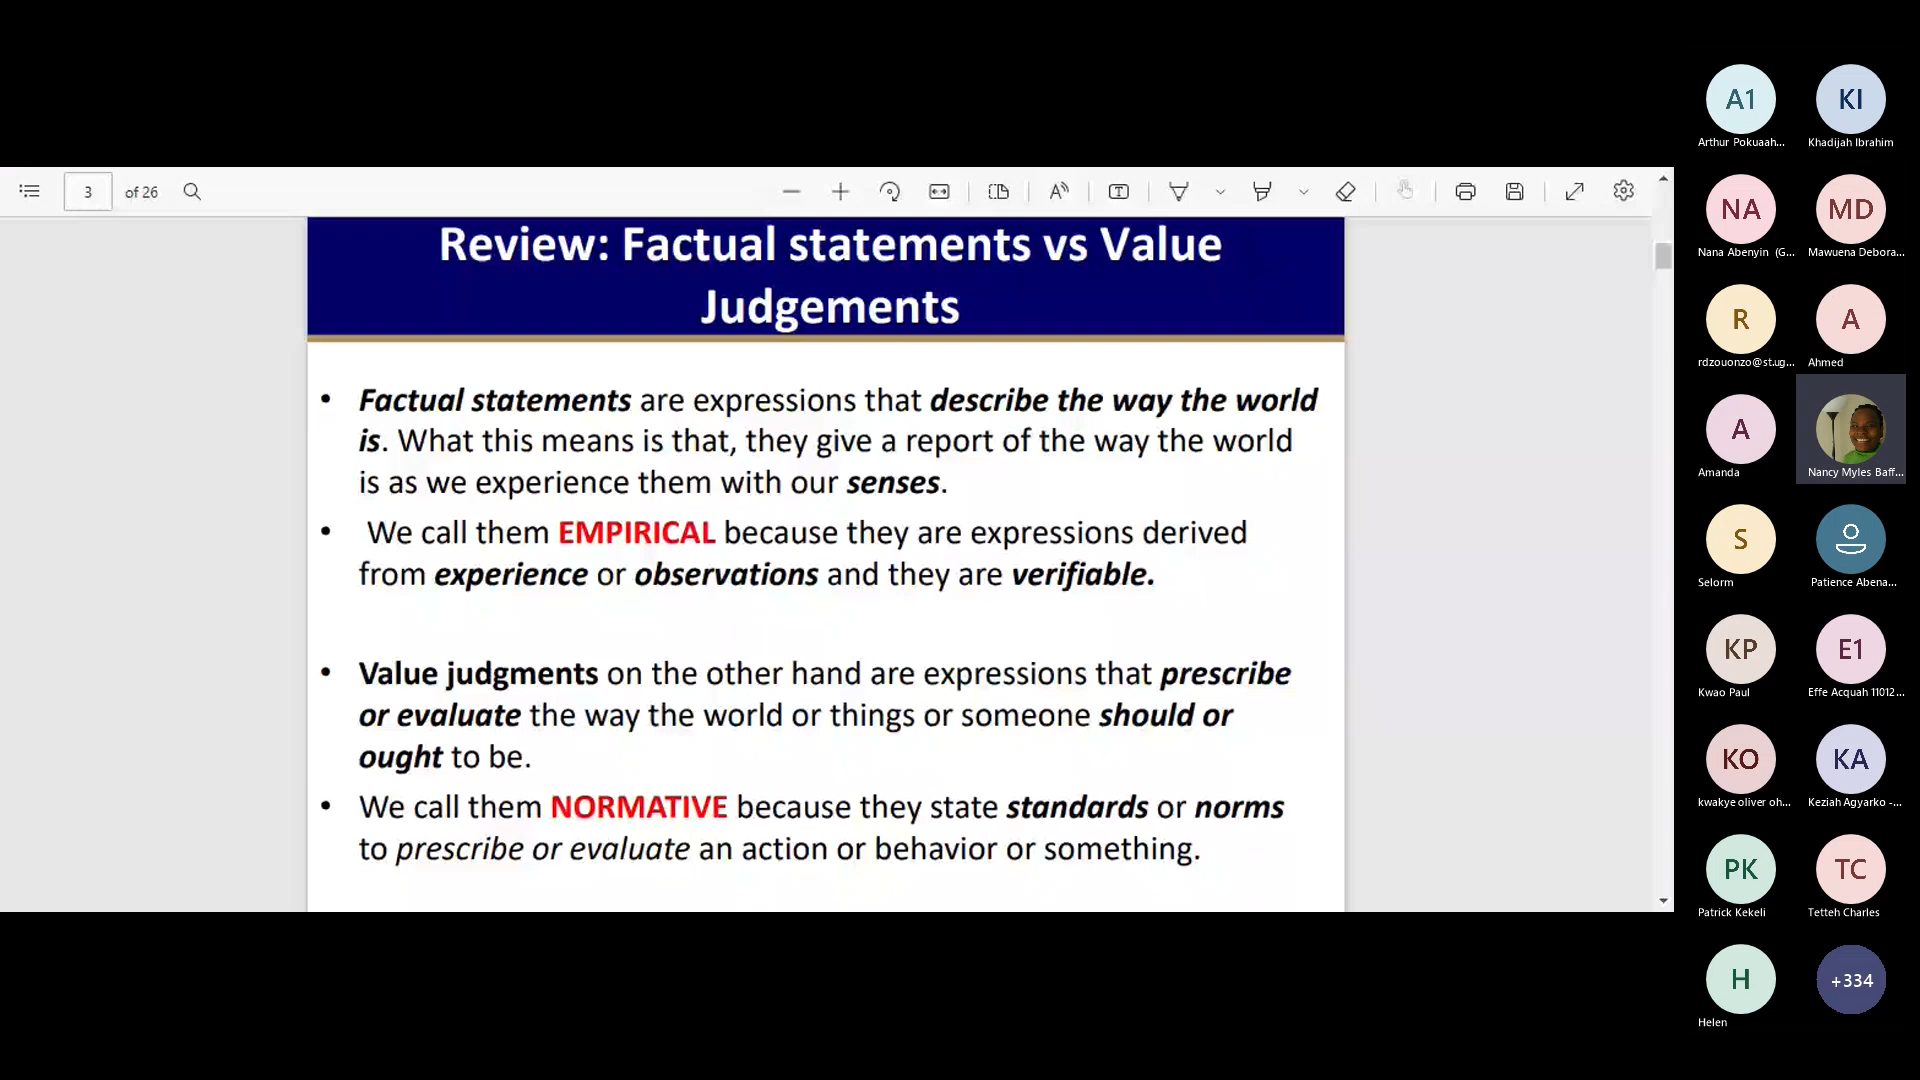 3 of 26
Review: Factual statements vs Value
Judgements
• Factual statements are expressions that describe the way the world
is. What this means is that, they give a report of the way the world
is as we experience them with our senses.
• We call them EMPIRICAL because they are expressions derived
from experience or observations and they are verifiable.
• Value judgments on the other hand are expressions that prescribe
or evaluate the way the world or things or someone should or
ought to be.
• We call them NORMATIVE because they state standards or norms
to prescribe or evaluate an action or behavior or something.
A1 KI
Arthur Pokuaah... Khadijah Ibrahim
NA MD
Nana Abenyin (G... Mawuena Debora...
R A
rdzouonzo@st.ug... Ahmed
A
Amanda Nancy Myles Baff...
S
Selorm Patience Abena...
KP E1
Kwao Paul Effe Acquah 11012...
KO KA
kwakye oliver oh... Keziah Agyarko -...
PK TC
Patrick Kekeli Tetteh Charles
H +334
Helen